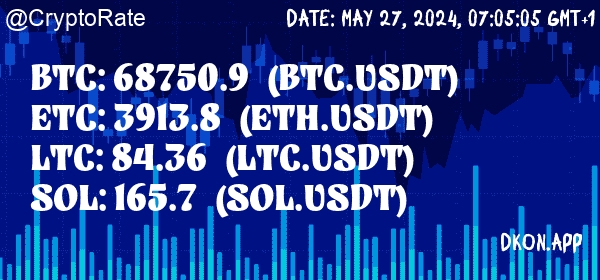 @CryptoRate
DATE: MAY 27, 2024, 07:05:05 GMT+1
BTC: 68750.9 (BTC.USDT)
ETC: 3913.8 (ETH.USDT)
LTC: 84.36 (LTC.USDT)
SOL: 165.7 (SOL.USDT)
DKON.APP